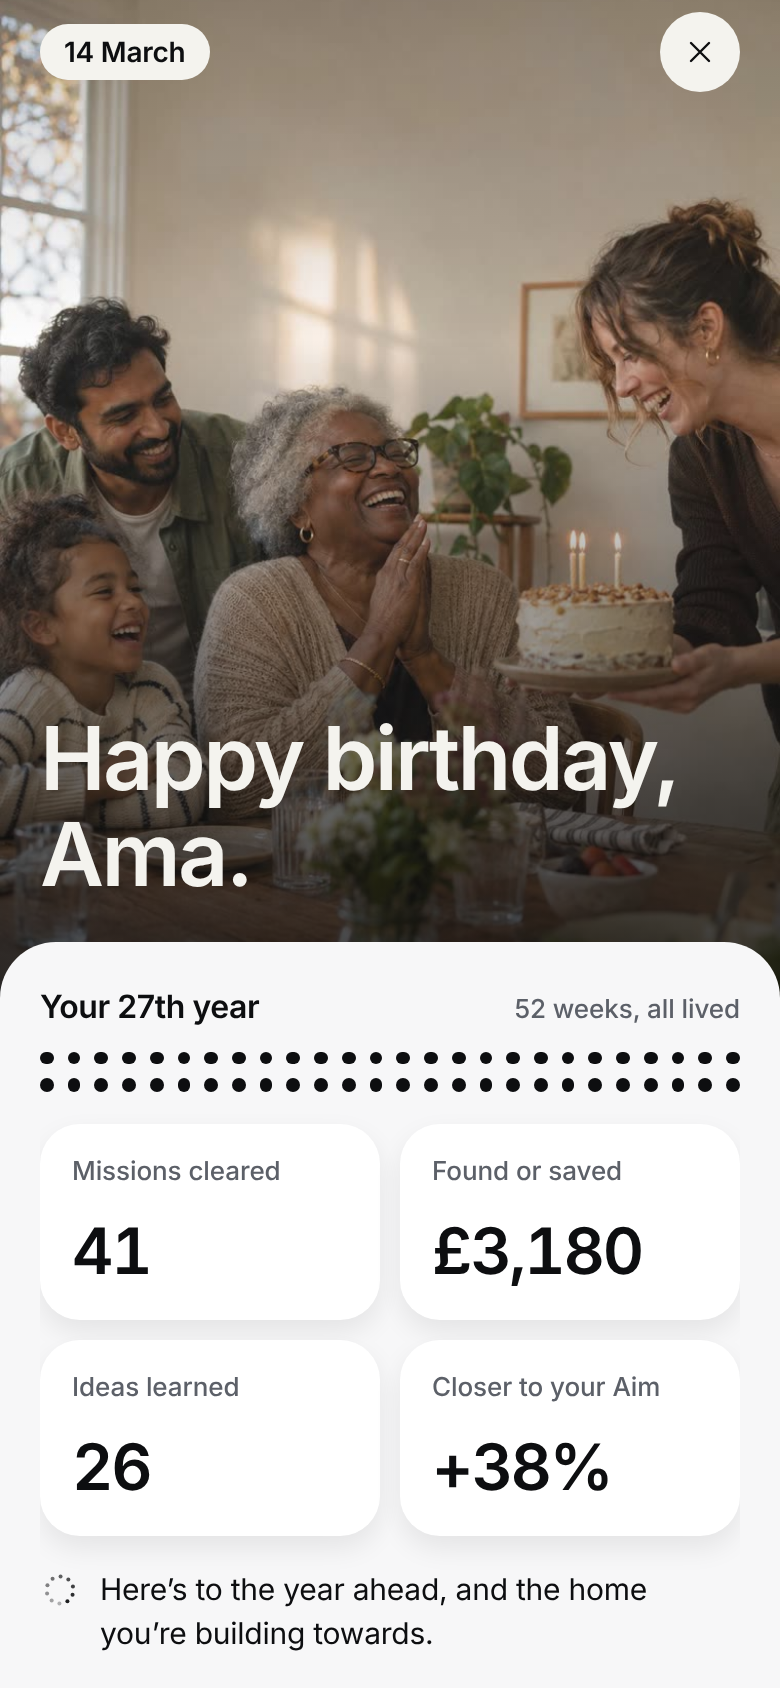 14 March
Happy birthday,
Ama.
Your 27th year
52 weeks, all lived
Missions cleared
41
Found or saved
£3,180
Ideas learned
26
Closer to your Aim
+38%
Here’s to the year ahead, and the home
you’re building towards.